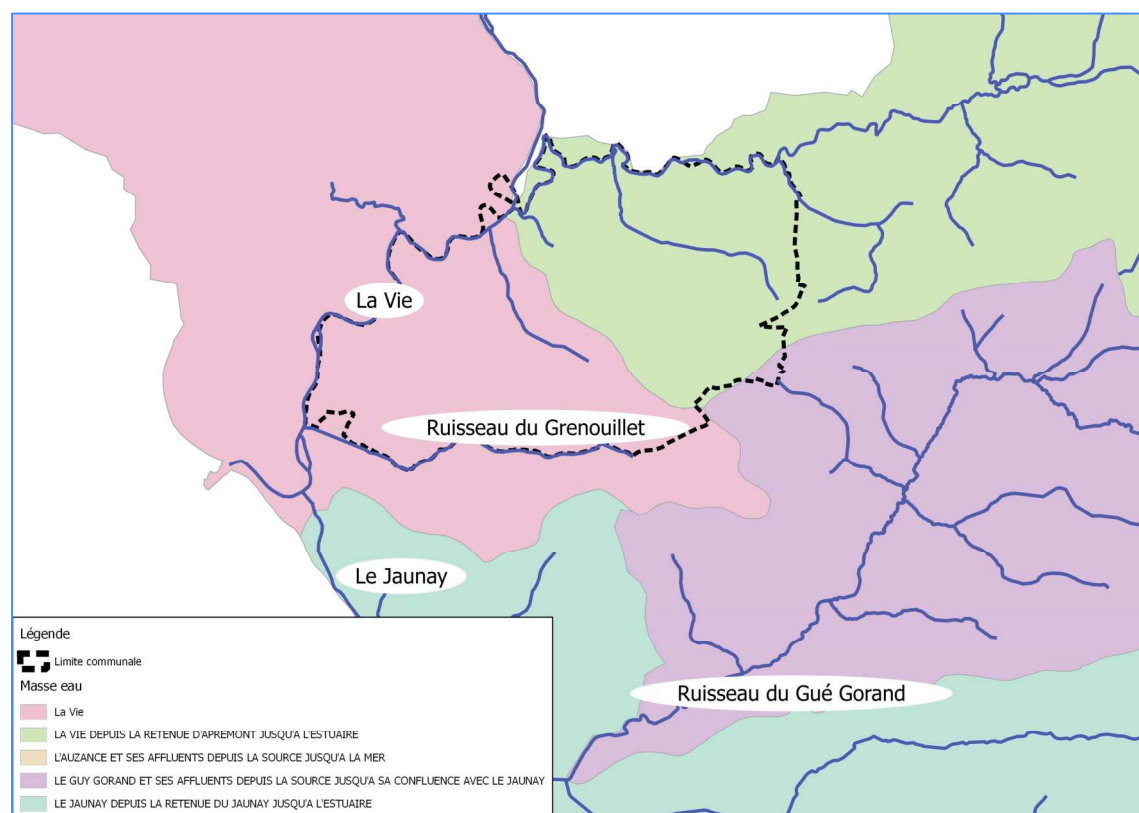 La Vie
Ruisseau du Grenouillet
Le Jaunay
Ruisseau du Gué Gorand
Légende
Limite communale
Masse eau
La Vie
LA VIE DEPUIS LA RETENUE D'APREMONT JUSQU'A L'ESTUAIRE
L'AUZANCE ET SES AFFLUENTS DEPUIS LA SOURCE JUSQU'A LA MER
LE GUY GORAND ET SES AFFLUENTS DEPUIS LA SOURCE JUSQU'A SA CONFLUENCE AVEC LE JAUNAY
LE JAUNAY DEPUIS LA RETENUE DU JAUNAY JUSQU'A L'ESTUAIRE